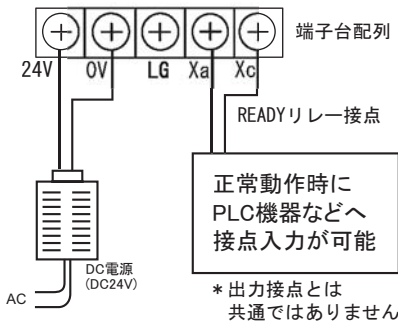 端子台配列
24V 0V LG Xa Xc
READYリレー接点
正常動作時に
PLC機器などへ
接点入力が可能
DC電源
(DC24V)
AC
*出力接点とは
共通ではありません